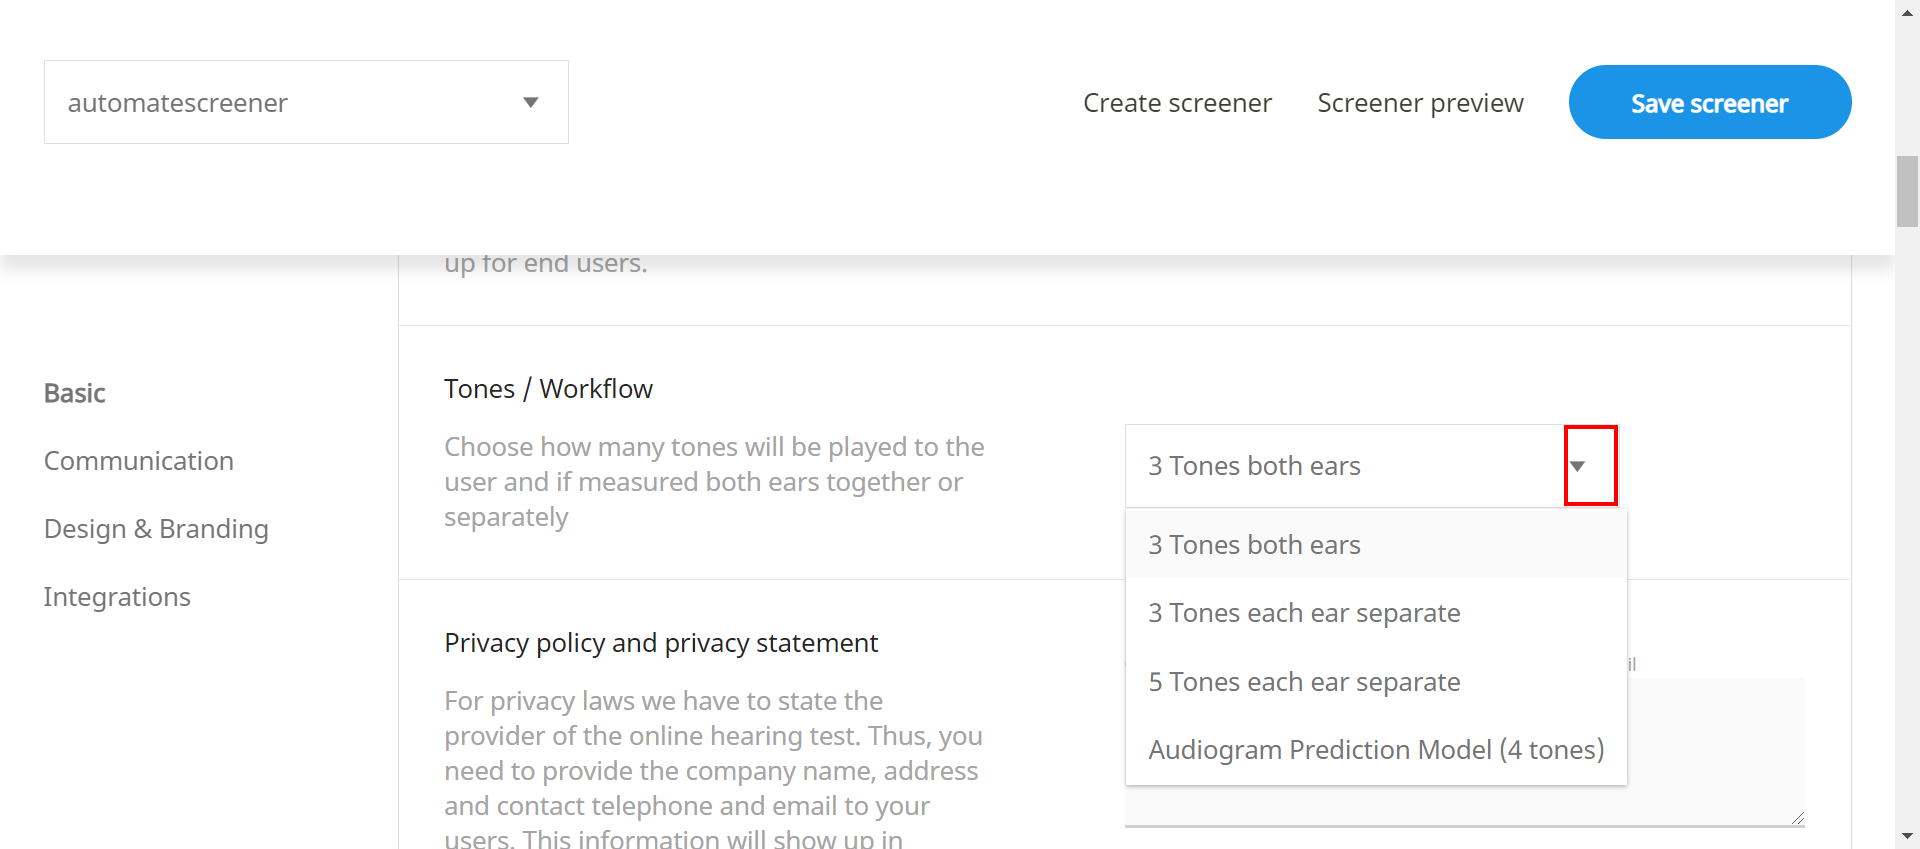 automatescreener
Create screener
Screener preview
Save screener
up for end users.
Basic
Communication
Design & Branding
Integrations
Tones / Workflow
Choose how many tones will be played to the
user and if measured both ears together or
separately
3 Tones both ears
3 Tones both ears
3 Tones each ear separate
5 Tones each ear separate
Audiogram Prediction Model (4 tones)
Privacy policy and privacy statement
For privacy laws we have to state the
provider of the online hearing test. Thus, you
need to provide the company name, address
and contact telephone and email to your
users. This information will show up in